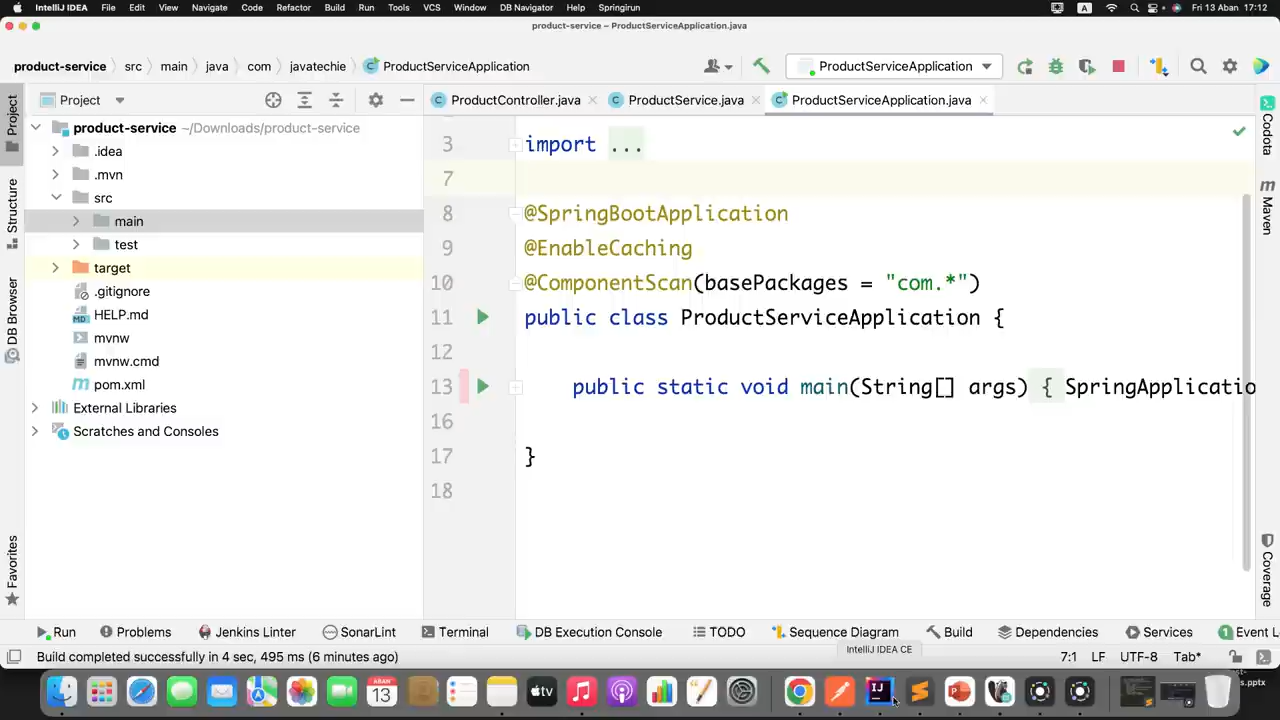 IntelliJ IDEA File Edit View Navigate Code Refactor Build Run Tools VCS Window DB Navigator Help Springirun A Fri 13 Aban 17:12
product-service – ProductServiceApplication.java
product-service src main java com javatechie ProductServiceApplication ProductServiceApplication
Project ProductController.java ProductService.java ProductServiceApplication.java
Project
Structure
DB Browser
Favorites
product-service ~/Downloads/product-service
.idea
.mvn
src
main
test
target
.gitignore
HELP.md
mvnw
mvnw.cmd
pom.xml
External Libraries
Scratches and Consoles
3 import ...
7
8 @SpringBootApplication
9 @EnableCaching
10 @ComponentScan(basePackages = "com.*")
11 public class ProductServiceApplication {
12
13 public static void main(String[] args) { SpringApplicatio
16
17 }
18
Codota
Maven
Coverage
Run Problems Jenkins Linter SonarLint Terminal DB Execution Console TODO Sequence Diagram Build Dependencies Services 1 Event L
Build completed successfully in 4 sec, 495 ms (6 minutes ago) 7:1 LF UTF-8 Tab*
IntelliJ IDEA CE
ABAN
13
tv
IJ
s.pptx